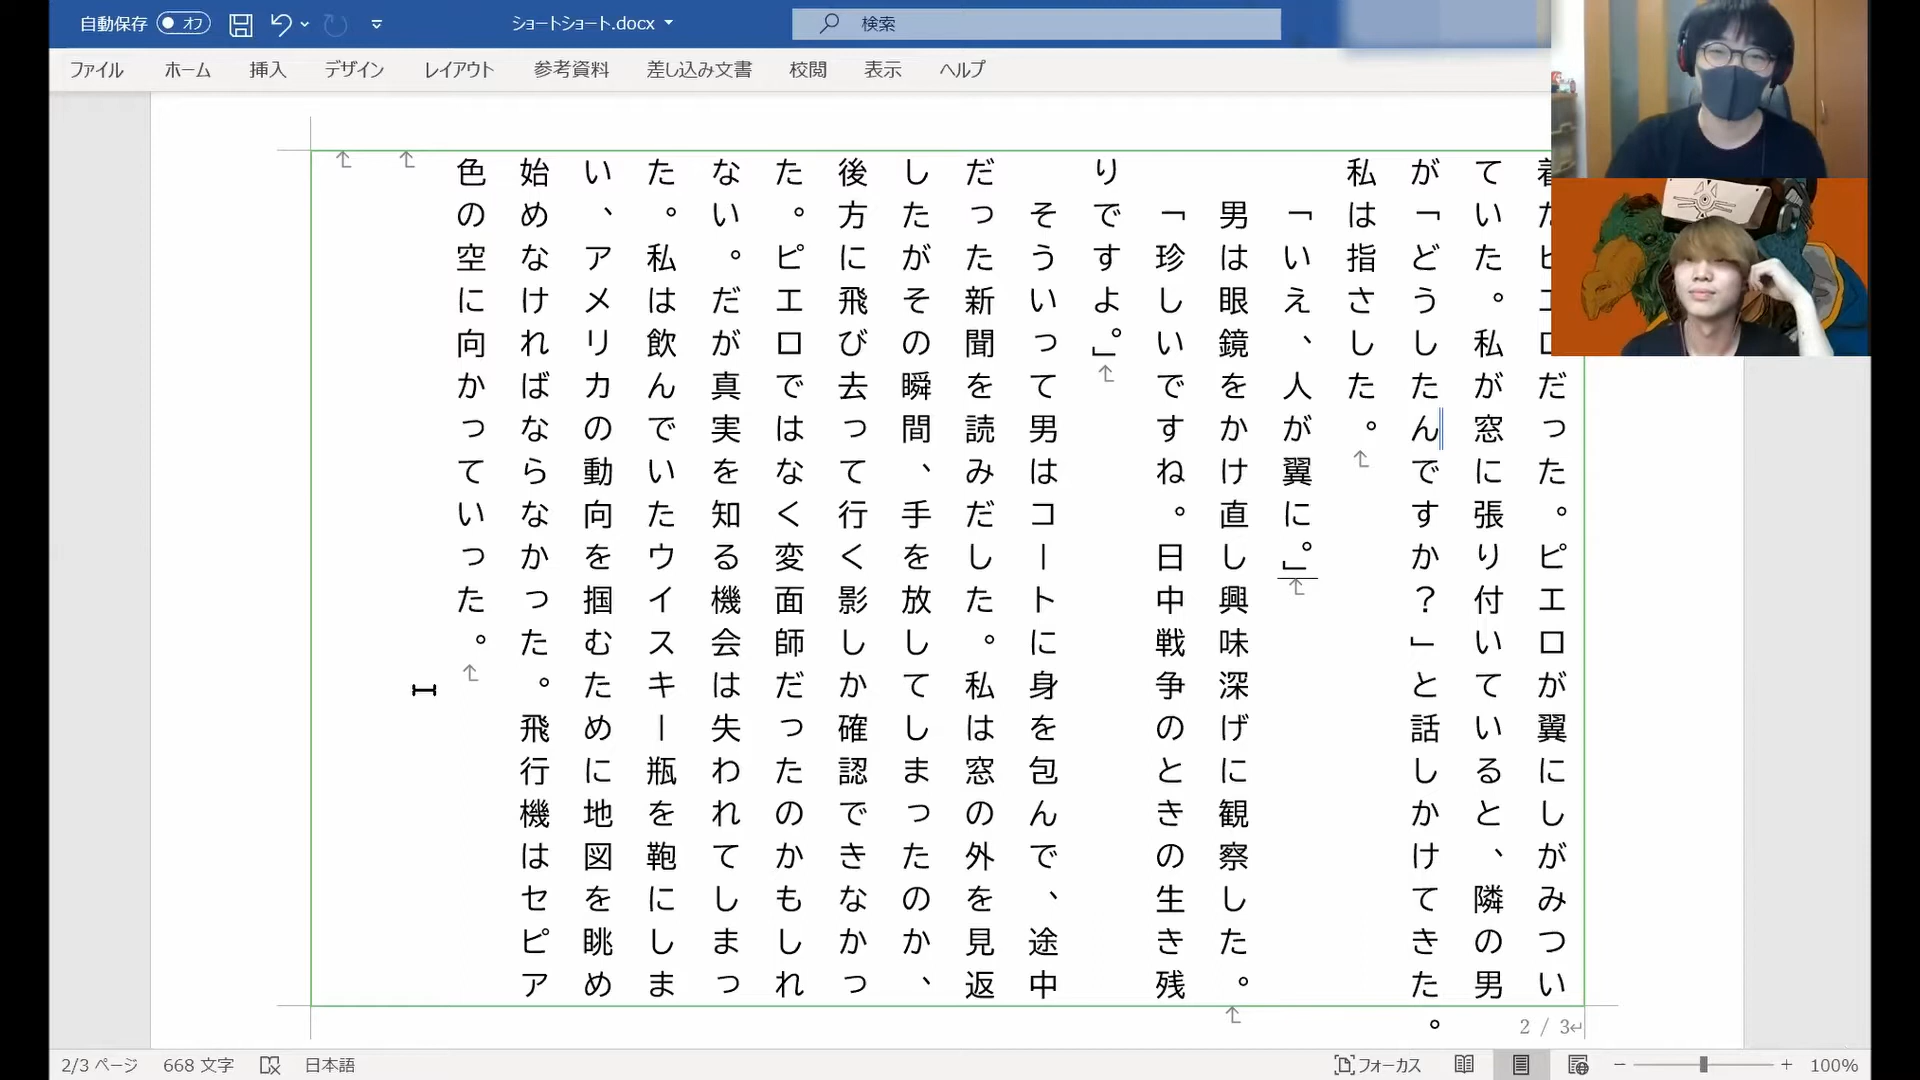 自動保存 オフ
ショートショート.docx
検索
ファイル ホーム 挿入 デザイン レイアウト 参考資料 差し込み文書 校閲 表示 ヘルプ
だった。ピエロが翼にしがみつい
ていた。私が窓に張り付いていると、隣の男
が「どうしたんですか？」と話しかけてきた。
私は指さした。
「いえ、人が翼に。」
男は眼鏡をかけ直し興味深げに観察した。
「珍しいですね。日中戦争のときの生き残
りですよ。」
そういって男はコートに身を包んで、途中
だった新聞を読みだした。私は窓の外を見返
したがその瞬間、手を放してしまったのか、
後方に飛び去って行く影しか確認できなかっ
た。ピエロではなく変面師だったのかもしれ
ない。だが真実を知る機会は失われてしまっ
た。私は飲んでいたウイスキー瓶を鞄にしま
い、アメリカの動向を掴むために地図を眺め
始めなければならなかった。飛行機はセピア
色の空に向かっていった。
2 / 3
2/3 ページ 668 文字 日本語
フォーカス 100%